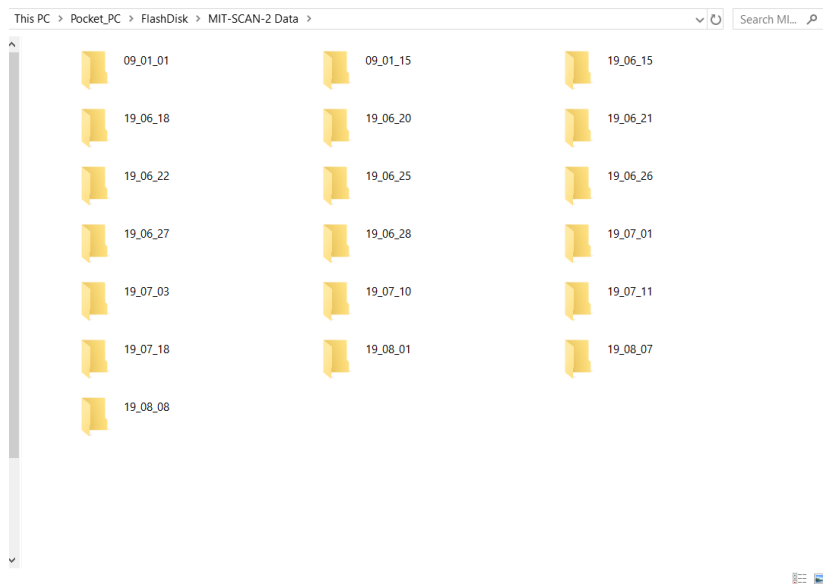 This PC > Pocket_PC > FlashDisk > MIT-SCAN-2 Data > Search MI...
09_01_01 09_01_15 19_06_15
19_06_18 19_06_20 19_06_21
19_06_22 19_06_25 19_06_26
19_06_27 19_06_28 19_07_01
19_07_03 19_07_10 19_07_11
19_07_18 19_08_01 19_08_07
19_08_08